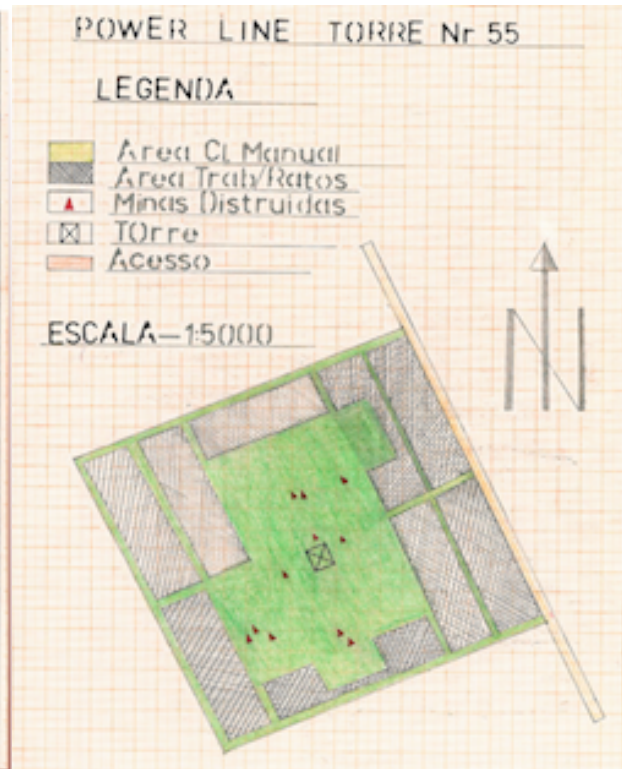 POWER LINE TORRE Nr 55
LEGENDA
Area CL Manual
Area Trab/Ratos
Minas Distruidas
TOrre
Acesso
ESCALA-1:5000
N